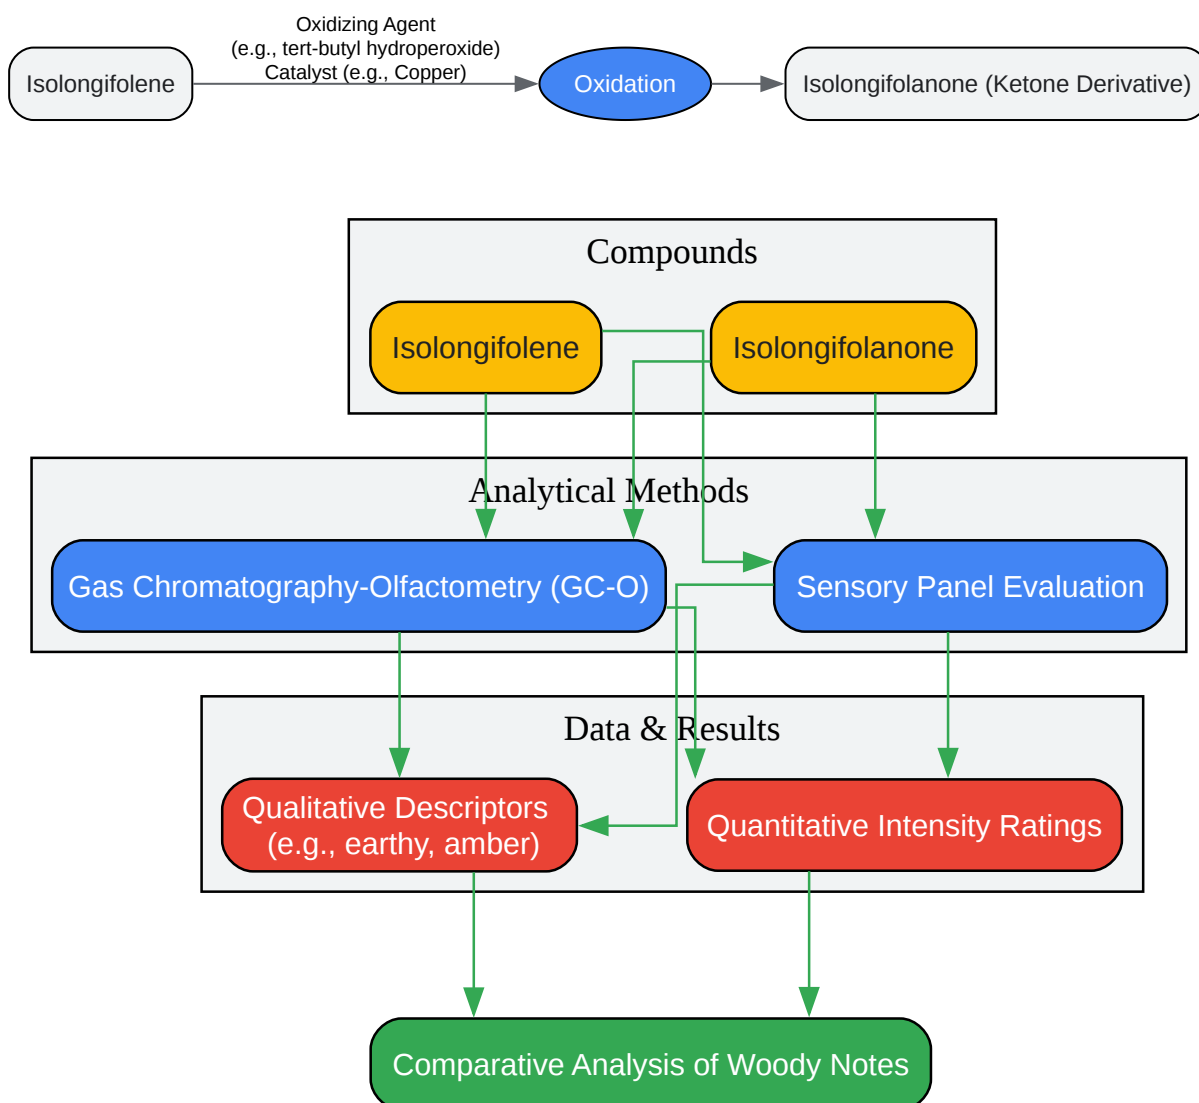 Oxidizing Agent
(e.g., tert-butyl hydroperoxide)
Catalyst (e.g., Copper)
Isolongifolene
Oxidation
Isolongifolanone (Ketone Derivative)
Compounds
Isolongifolene
Isolongifolanone
Analytical Methods
Gas Chromatography-Olfactometry (GC-O)
Sensory Panel Evaluation
Data & Results
Qualitative Descriptors
(e.g., earthy, amber)
Quantitative Intensity Ratings
Comparative Analysis of Woody Notes